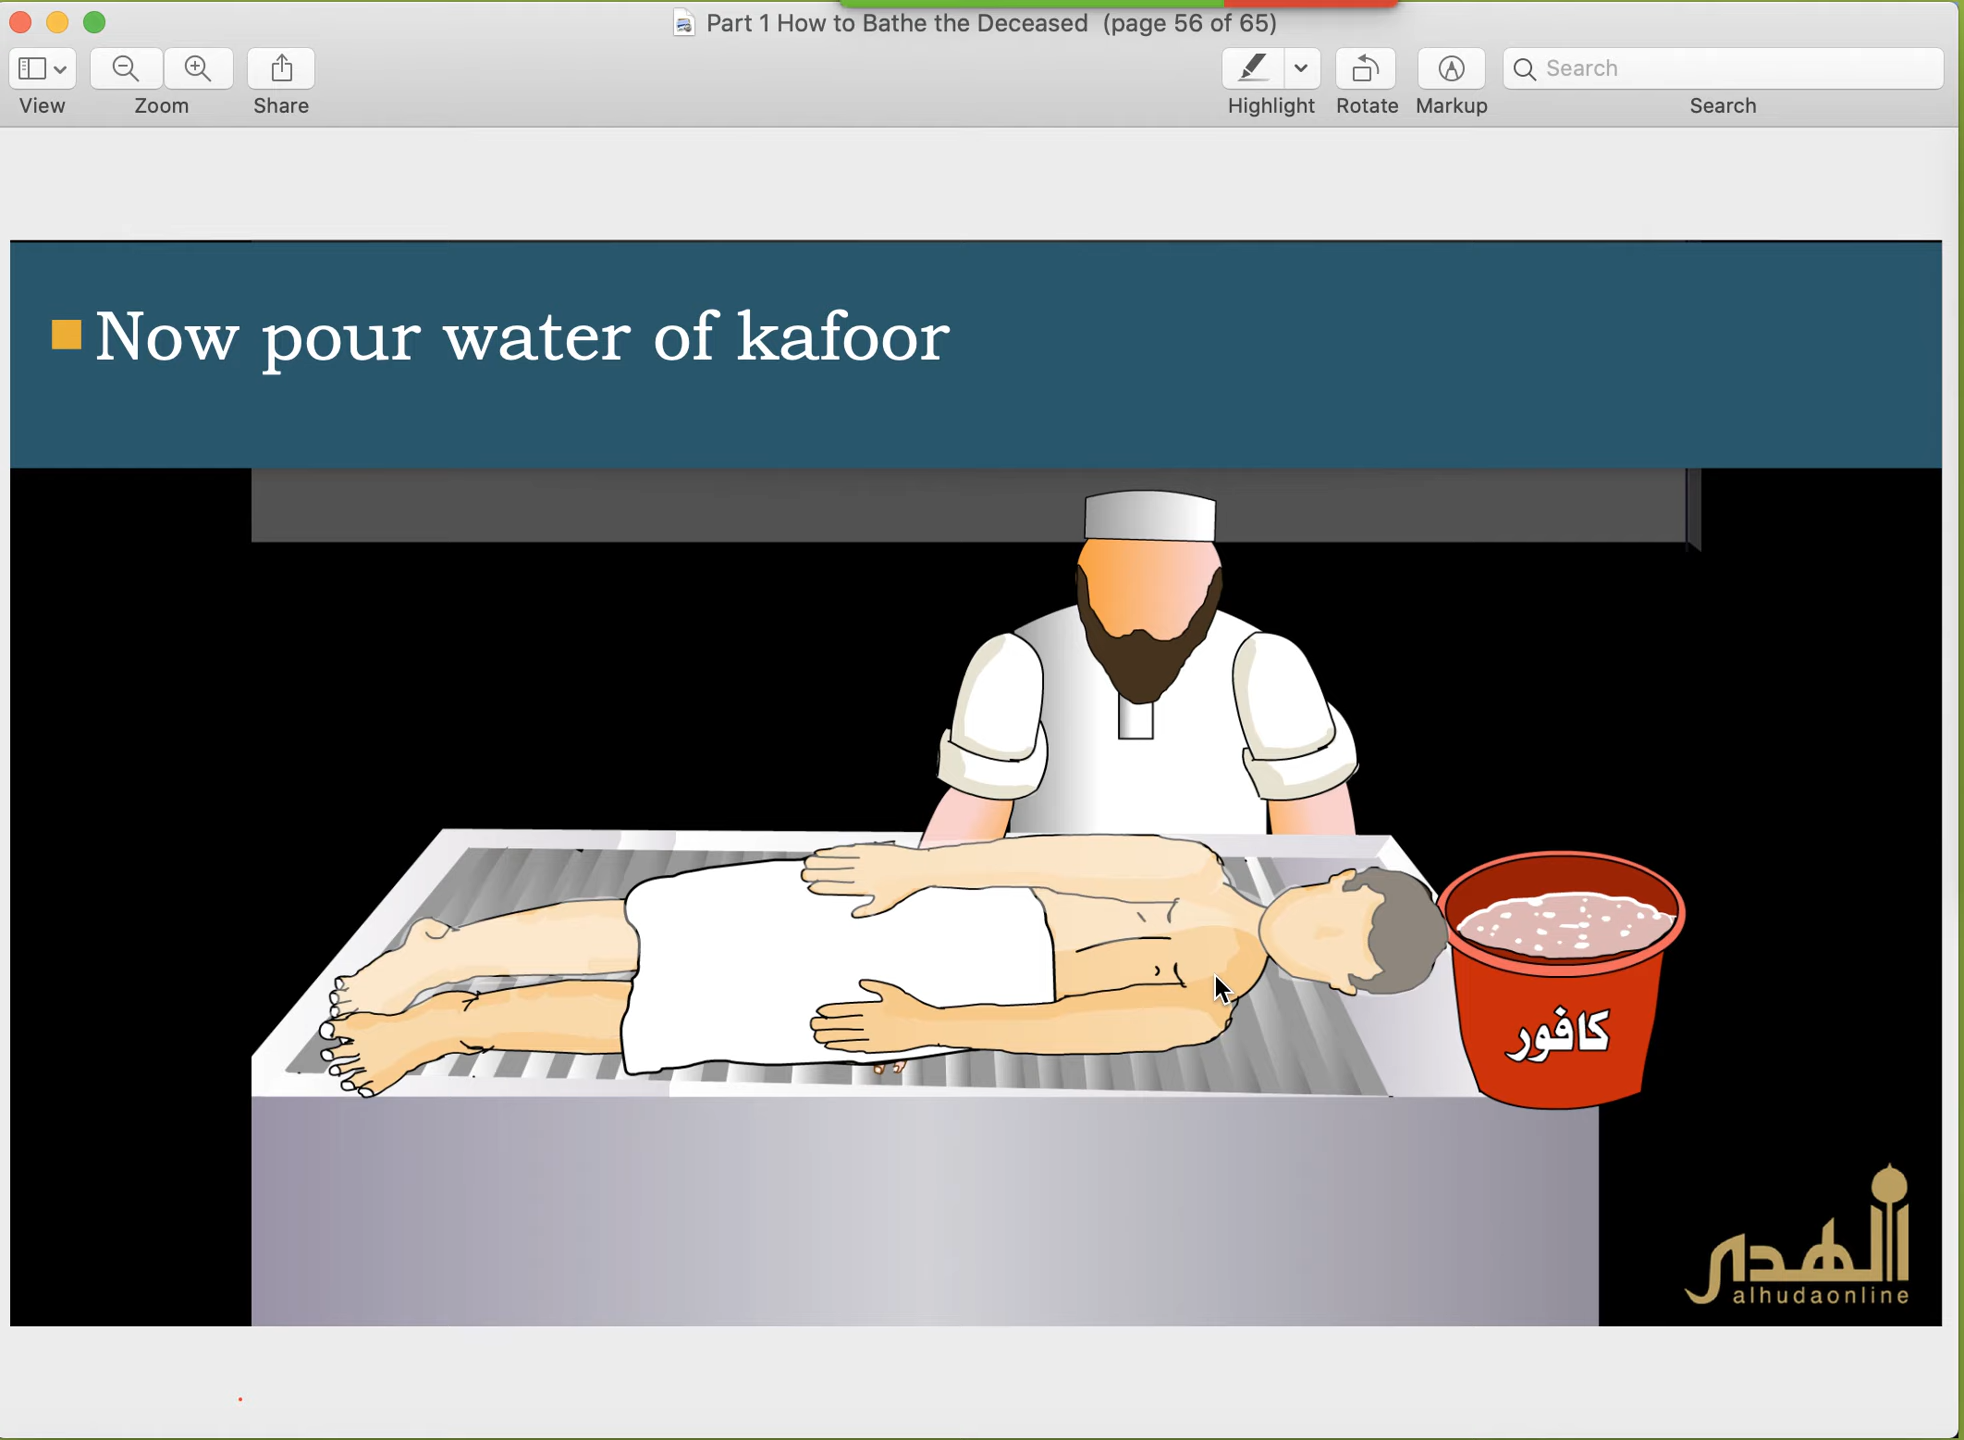 Part 1 How to Bathe the Deceased (page 56 of 65)
View
Zoom
Share
Highlight
Rotate
Markup
Search
Search
Now pour water of kafoor
كافور
الهدى
alhudaonline